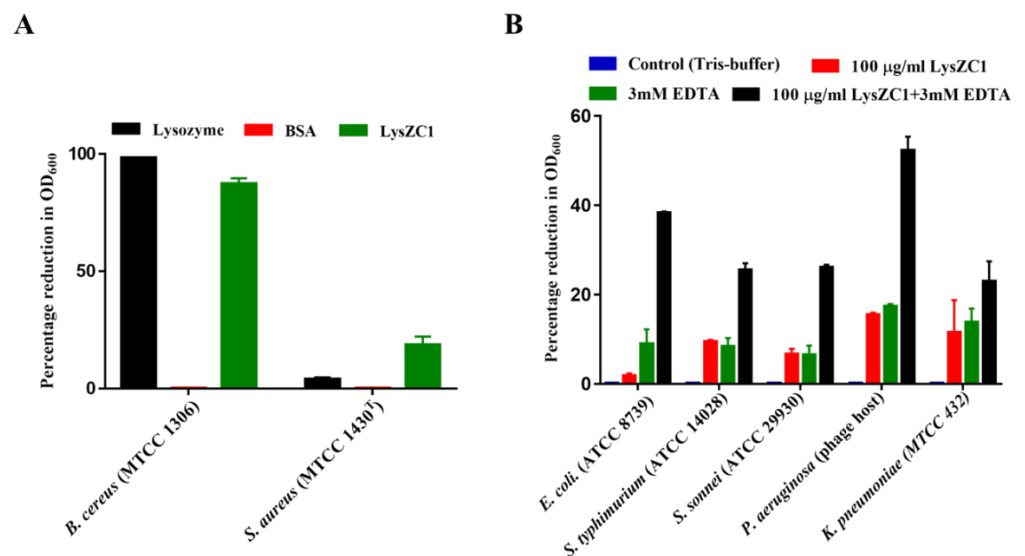 A
Lysozyme BSA LysZC1
Percentage reduction in OD600
100
50
0
B. cereus (MTCC 1306)
S. aureus (MTCC 1430T)
B
Control (Tris-buffer) 100 μg/ml LysZC1
3mM EDTA 100 μg/ml LysZC1+3mM EDTA
Percentage reduction in OD600
60
40
20
0
E. coli (ATCC 8739)
S. typhimurium (ATCC 14028)
S. sonnei (ATCC 29930)
P. aeruginosa (phage host)
K. pneumoniae (MTCC 432)